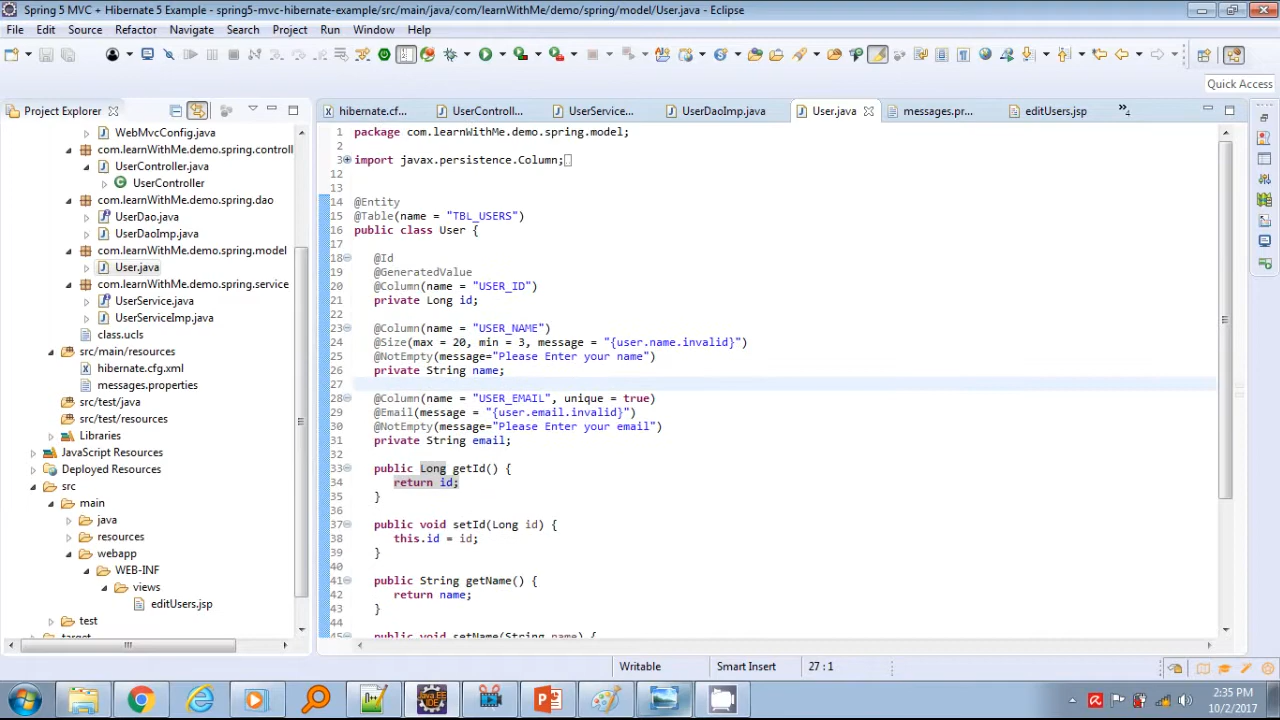 Spring 5 MVC + Hibernate 5 Example - spring5-mvc-hibernate-example/src/main/java/com/learnWithMe/demo/spring/model/User.java - Eclipse
File Edit Source Refactor Navigate Search Project Run Window Help
Quick Access
Project Explorer
hibernate.cf... UserControll... UserService... UserDaoImp.java User.java messages.pr... editUsers.jsp »4
WebMvcConfig.java
com.learnWithMe.demo.spring.controll
UserController.java
UserController
com.learnWithMe.demo.spring.dao
UserDao.java
UserDaoImp.java
com.learnWithMe.demo.spring.model
User.java
com.learnWithMe.demo.spring.service
UserService.java
UserServiceImp.java
class.ucls
src/main/resources
hibernate.cfg.xml
messages.properties
src/test/java
src/test/resources
Libraries
JavaScript Resources
Deployed Resources
src
main
java
resources
webapp
WEB-INF
views
editUsers.jsp
test
target
1 package com.learnWithMe.demo.spring.model;
2
3 import javax.persistence.Column;
12
13
14 @Entity
15 @Table(name = "TBL_USERS")
16 public class User {
17
18 @Id
19 @GeneratedValue
20 @Column(name = "USER_ID")
21 private Long id;
22
23 @Column(name = "USER_NAME")
24 @Size(max = 20, min = 3, message = "{user.name.invalid}")
25 @NotEmpty(message="Please Enter your name")
26 private String name;
27
28 @Column(name = "USER_EMAIL", unique = true)
29 @Email(message = "{user.email.invalid}")
30 @NotEmpty(message="Please Enter your email")
31 private String email;
32
33 public Long getId() {
34 return id;
35 }
36
37 public void setId(Long id) {
38 this.id = id;
39 }
40
41 public String getName() {
42 return name;
43 }
44
45 public void setName(String name) {
Writable Smart Insert 27 : 1
2:35 PM
10/2/2017